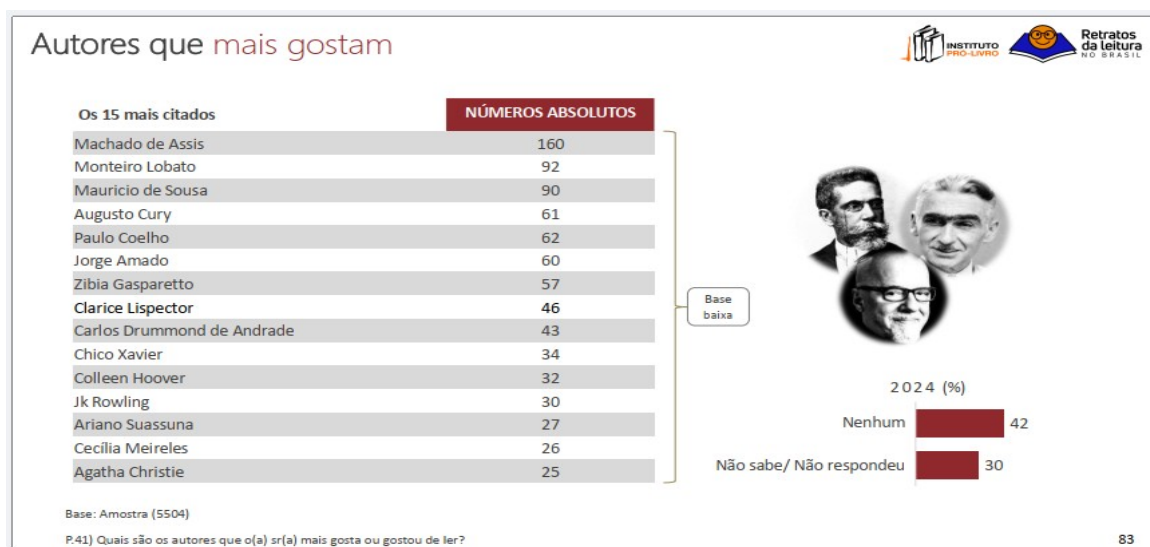 Autores que mais gostam
INSTITUTO
PRÓ-LIVRO
Retratos
da leitura
NO BRASIL
Os 15 mais citados NÚMEROS ABSOLUTOS
Machado de Assis 160
Monteiro Lobato 92
Mauricio de Sousa 90
Augusto Cury 61
Paulo Coelho 62
Jorge Amado 60
Zibia Gasparetto 57
Clarice Lispector 46
Carlos Drummond de Andrade 43
Chico Xavier 34
Colleen Hoover 32
Jk Rowling 30
Ariano Suassuna 27
Cecília Meireles 26
Agatha Christie 25
Base
baixa
2024 (%)
Nenhum 42
Não sabe/ Não respondeu 30
Base: Amostra (5504)
P.41) Quais são os autores que o(a) sr(a) mais gosta ou gostou de ler?
83